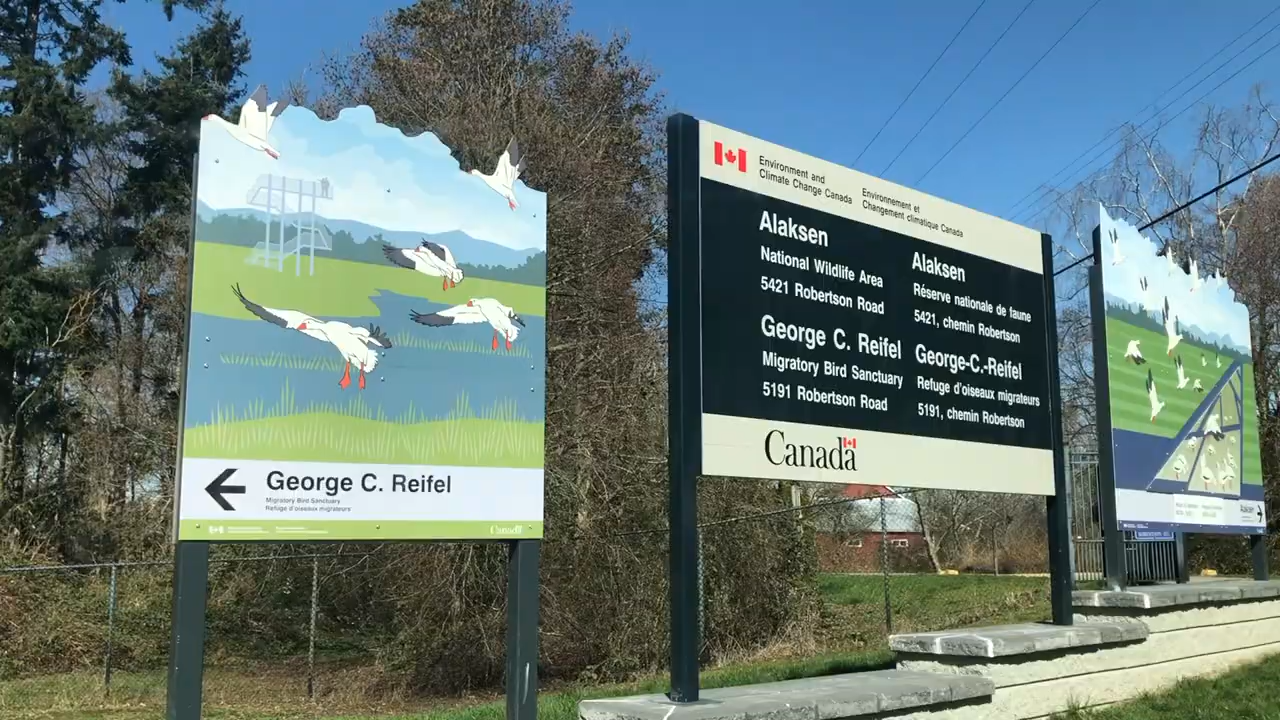 George C. Reifel
Migratory Bird Sanctuary
Refuge d'oiseaux migrateurs
Canada
Environment and
Climate Change Canada
Environnement et
Changement climatique Canada
Alaksen
National Wildlife Area
5421 Robertson Road
George C. Reifel
Migratory Bird Sanctuary
5191 Robertson Road
Alaksen
Réserve nationale de faune
5421, chemin Robertson
George-C.-Reifel
Refuge d'oiseaux migrateurs
5191, chemin Robertson
Canada
Alaksen